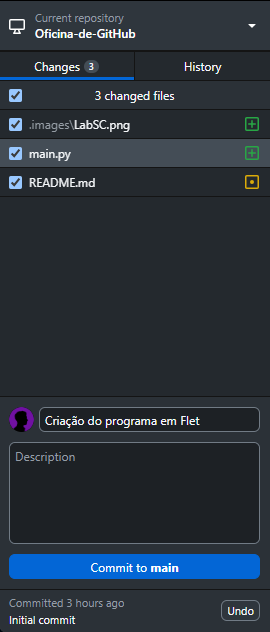 Current repository
Oficina-de-GitHub
Changes 3 History
3 changed files
.images\LabSC.png
main.py
README.md
Criação do programa em Flet
Description
Commit to main
Committed 3 hours ago
Initial commit
Undo